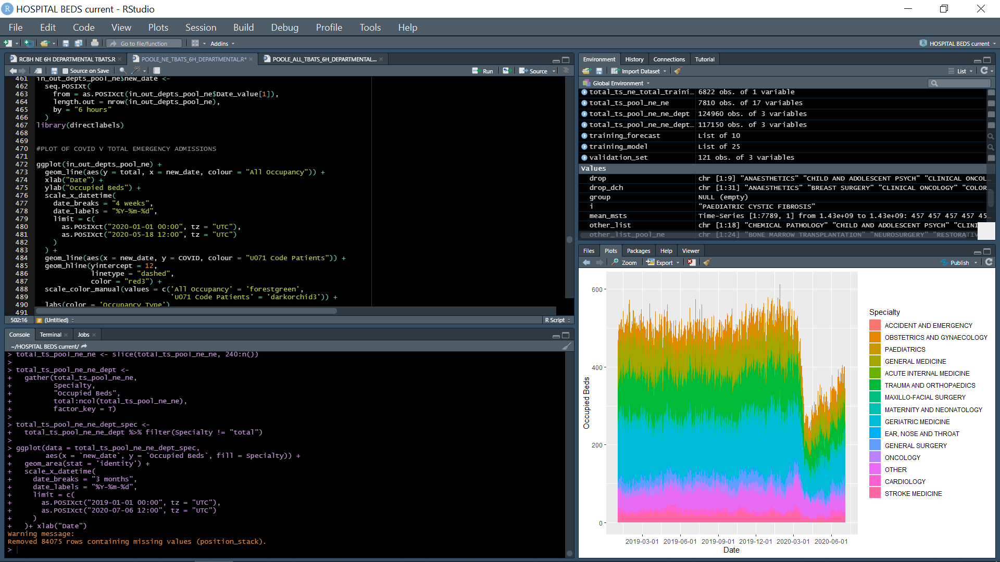 HOSPITAL BEDS current - RStudio
File Edit Code View Plots Session Build Debug Profile Tools Help
Go to file/function Addins HOSPITAL BEDS current
RCBH NE 6H DEPARTMENTAL TBATS.R POOLE_NE_TBATS_6H_DEPARTMENTAL.R* POOLE_ALL_TBATS_6H_DEPARTMENTAL...
Source on Save Run Source
461 in_out_depts_pool_ne$new_date <-
462 seq.POSIXt(
463 from = as.POSIXct(in_out_depts_pool_ne$Date_value[1]),
464 length.out = nrow(in_out_depts_pool_ne),
465 by = "6 hours"
466 )
467 library(directlabels)
468
469
470 #PLOT OF COVID V TOTAL EMERGENCY ADMISSIONS
471
472 ggplot(in_out_depts_pool_ne) +
473 geom_line(aes(y = total, x = new_date, colour = "All Occupancy")) +
474 xlab("Date") +
475 ylab("Occupied Beds") +
476 scale_x_datetime(
477 date_breaks = "4 weeks",
478 date_labels = "%Y-%m-%d",
479 limit = c(
480 as.POSIXct("2020-01-01 00:00", tz = "UTC"),
481 as.POSIXct("2020-05-18 12:00", tz = "UTC")
482 )
483 ) +
484 geom_line(aes(x = new_date, y = COVID, colour = "U071 Code Patients")) +
485 geom_hline(yintercept = 12,
486 linetype = "dashed",
487 color = "red3") +
488 scale_color_manual(values = c('All Occupancy' = 'forestgreen',
489 'U071 Code Patients' = 'darkorchid3')) +
490 labs(color = 'Occupancy Type')
491
502:16 (Untitled) R Script
Console Terminal Jobs
~/HOSPITAL BEDS current/
> total_ts_pool_ne_ne <- slice(total_ts_pool_ne_ne, 240:n())
>
> total_ts_pool_ne_ne_dept <-
+ gather(total_ts_pool_ne_ne,
+ Specialty,
+ "Occupied Beds",
+ total:ncol(total_ts_pool_ne_ne),
+ factor_key = T)
>
> total_ts_pool_ne_ne_dept_spec <-
+ total_ts_pool_ne_ne_dept %>% filter(Specialty != "total")
>
> ggplot(data = total_ts_pool_ne_ne_dept_spec,
+ aes(x = `new_date`, y = `Occupied Beds`, fill = Specialty)) +
+ geom_area(stat = 'identity') +
+ scale_x_datetime(
+ date_breaks = "3 months",
+ date_labels = "%Y-%m-%d",
+ limit = c(
+ as.POSIXct("2019-01-01 00:00", tz = "UTC"),
+ as.POSIXct("2020-07-06 12:00", tz = "UTC")
+ )
+ )+ xlab("Date")
Warning message:
Removed 84075 rows containing missing values (position_stack).
>
Environment History Connections Tutorial
Import Dataset List
Global Environment
total_ts_ne_total_traini... 6822 obs. of 1 variable
total_ts_pool_ne_ne 7810 obs. of 17 variables
total_ts_pool_ne_ne_dept 124960 obs. of 3 variables
total_ts_pool_ne_ne_dept... 117150 obs. of 3 variables
training_forecast List of 10
training_model List of 25
validation_set 121 obs. of 3 variables
Values
drop chr [1:9] "ANAESTHETICS" "CHILD AND ADOLESCENT PSYCH" "CLINICAL ONCOL
drop_dch chr [1:31] "ANAESTHETICS" "BREAST SURGERY" "CLINICAL ONCOLOGY" "COLOR
group NULL (empty)
i "PAEDIATRIC CYSTIC FIBROSIS"
mean_msts Time-Series [1:7789, 1] from 1.43e+09 to 1.43e+09: 457 457 457 457 45
other_list chr [1:18] "CHEMICAL PATHOLOGY" "CHILD AND ADOLESCENT PSYCH" "CLINI
other_list_pool_ne chr [1:24] "BONE MARROW TRANSPLANTATION" "NEUROSURGERY" "RESTORATIV
Files Plots Packages Help Viewer
Zoom Export Publish
600
400
200
0
Occupied Beds
2019-03-01 2019-06-01 2019-09-01 2019-12-01 2020-03-01 2020-06-01
Date
Specialty
ACCIDENT AND EMERGENCY
OBSTETRICS AND GYNAECOLOGY
PAEDIATRICS
GENERAL MEDICINE
ACUTE INTERNAL MEDICINE
TRAUMA AND ORTHOPAEDICS
MAXILLO-FACIAL SURGERY
MATERNITY AND NEONATOLOGY
GERIATRIC MEDICINE
EAR, NOSE AND THROAT
GENERAL SURGERY
ONCOLOGY
OTHER
CARDIOLOGY
STROKE MEDICINE